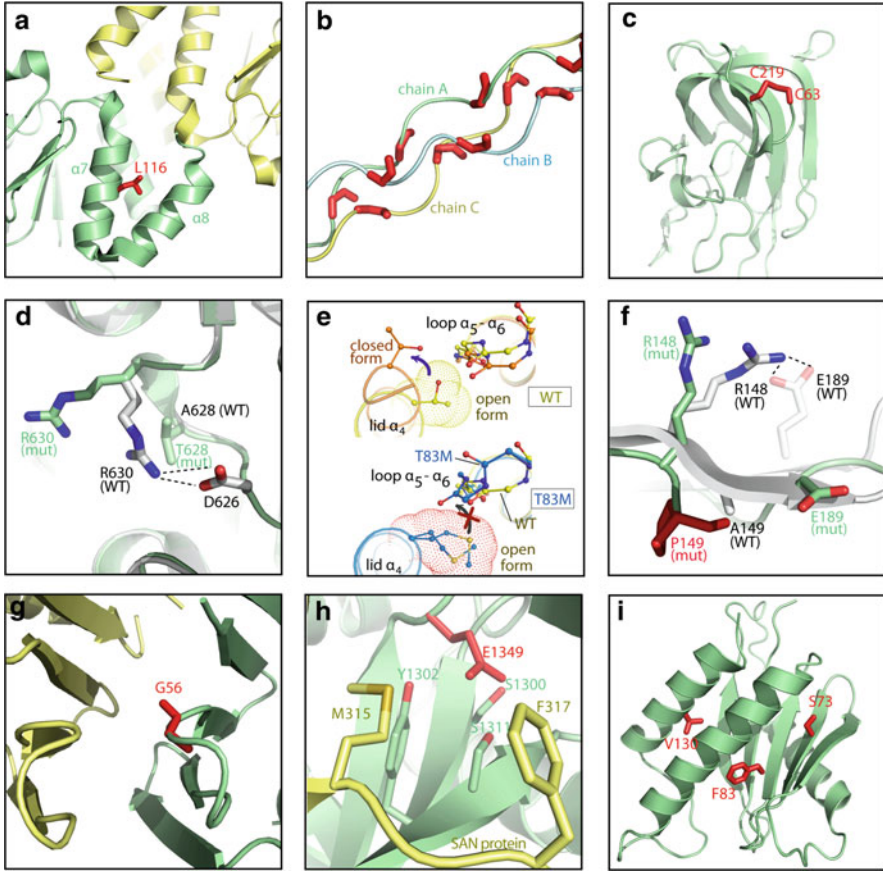 a
L116
α7
α8
b
chain A
chain B
chain C
c
C219
C63
d
A628 (WT)
T628
(mut)
R630
(mut)
R630
(WT)
D626
e
loop α5- α6
closed
form
open
form
WT
lid α4
T83M
loop α5- α6
T83M
WT
open
form
lid α4
f
R148
(mut)
R148
(WT)
E189
(WT)
A149
(WT)
P149
(mut)
E189
(mut)
g
G56
h
E1349
Y1302
S1300
M315
F317
S1311
SAN protein
i
S73
V130
F83